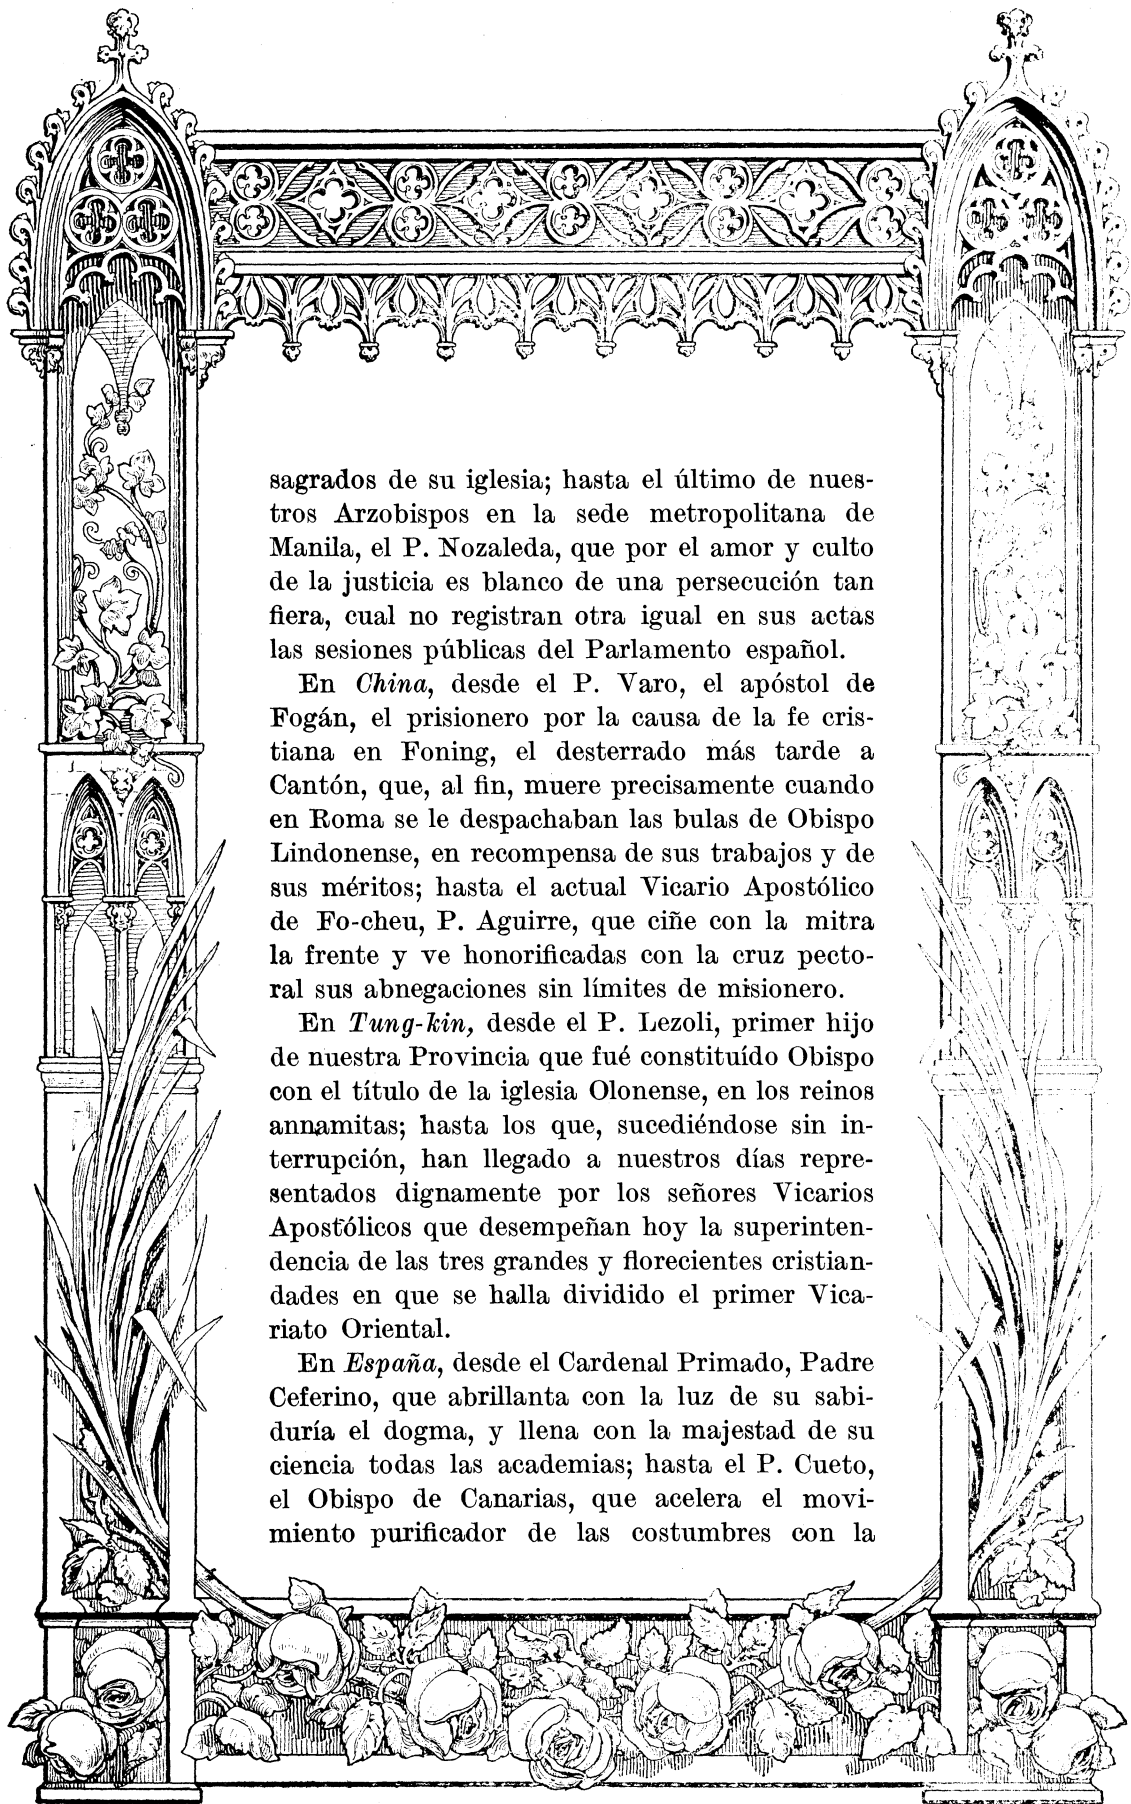 sagrados de su iglesia; hasta el último de nues-
tros Arzobispos en la sede metropolitana de
Manila, el P. Nozaleda, que por el amor y culto
de la justicia es blanco de una persecución tan
fiera, cual no registran otra igual en sus actas
las sesiones públicas del Parlamento español.
En China, desde el P. Varo, el apóstol de
Fogán, el prisionero por la causa de la fe cris-
tiana en Foning, el desterrado más tarde a
Cantón, que, al fin, muere precisamente cuando
en Roma se le despachaban las bulas de Obispo
Lindonense, en recompensa de sus trabajos y de
sus méritos; hasta el actual Vicario Apostólico
de Fo-cheu, P. Aguirre, que ciñe con la mitra
la frente y ve honorificadas con la cruz pecto-
ral sus abnegaciones sin límites de misionero.
En Tung-kin, desde el P. Lezoli, primer hijo
de nuestra Provincia que fué constituído Obispo
con el título de la iglesia Olonense, en los reinos
annamitas; hasta los que, sucediéndose sin in-
terrupción, han llegado a nuestros días repre-
sentados dignamente por los señores Vicarios
Apostólicos que desempeñan hoy la superinten-
dencia de las tres grandes y florecientes cristian-
dades en que se halla dividido el primer Vica-
riato Oriental.
En España, desde el Cardenal Primado, Padre
Ceferino, que abrillanta con la luz de su sabi-
duría el dogma, y llena con la majestad de su
ciencia todas las academias; hasta el P. Cueto,
el Obispo de Canarias, que acelera el movi-
miento purificador de las costumbres con la